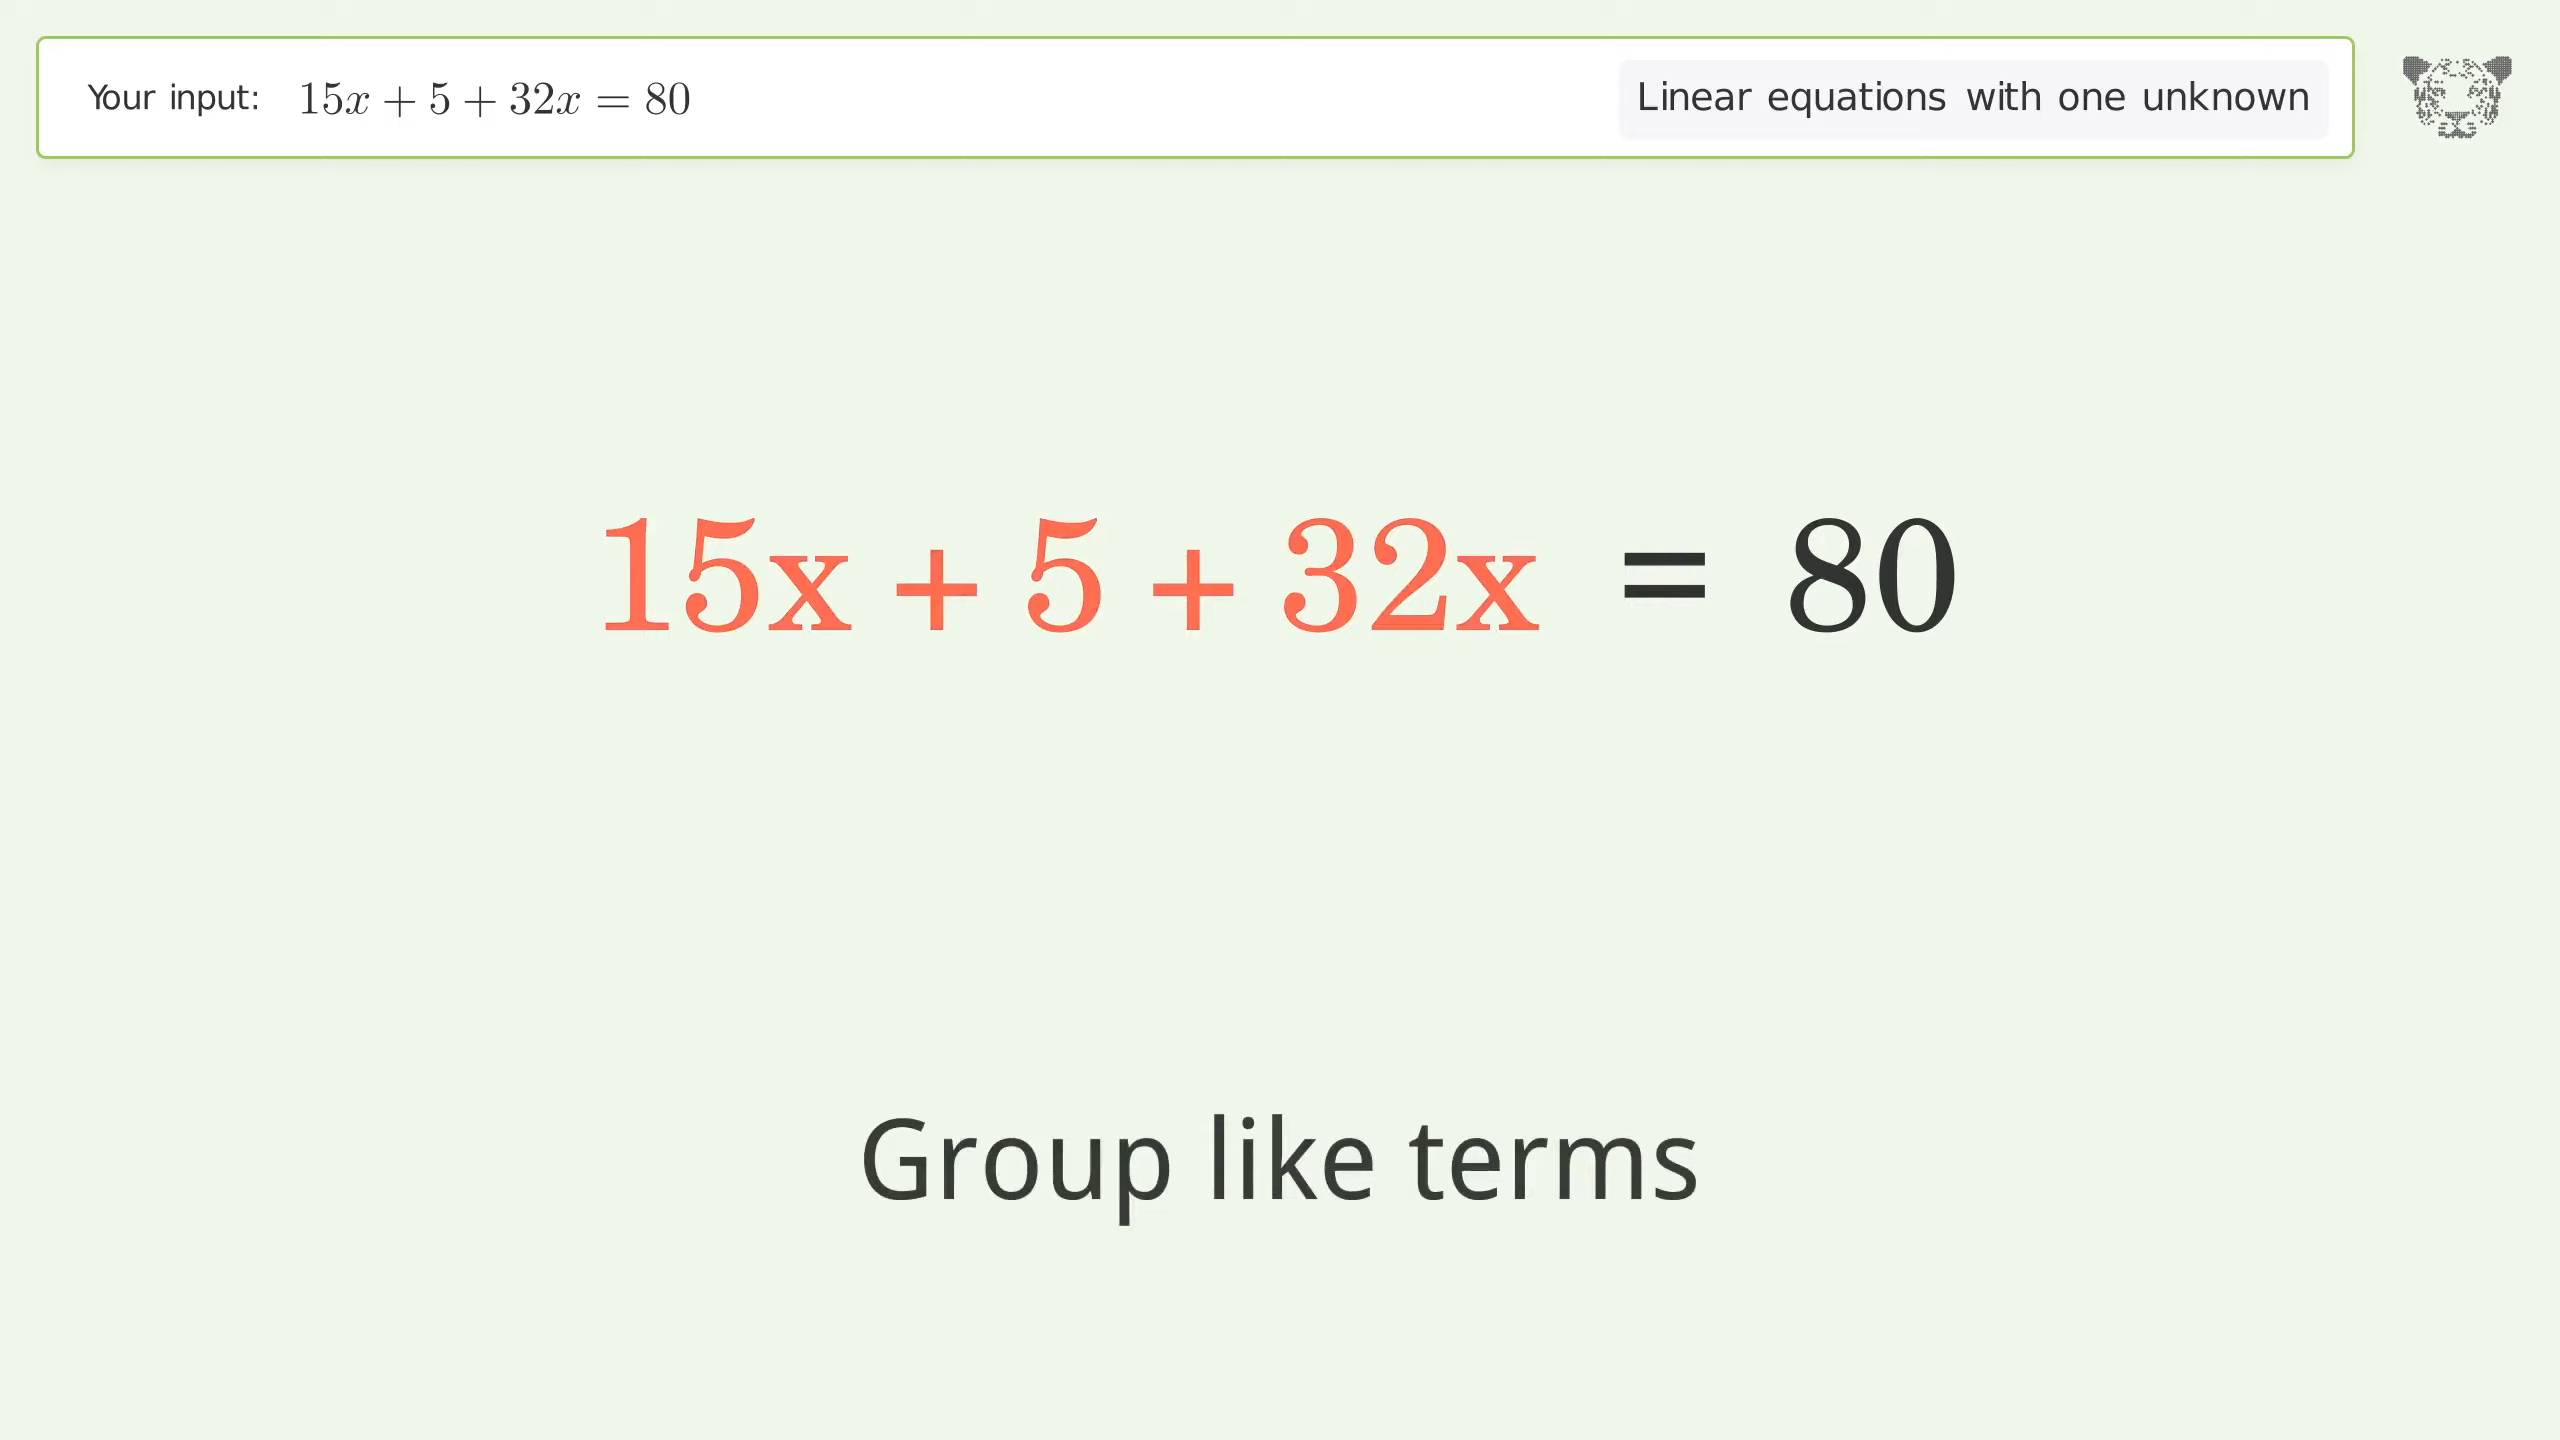 Your input: 15x + 5 + 32x = 80
Linear equations with one unknown
15x + 5 + 32x = 80
Group like terms